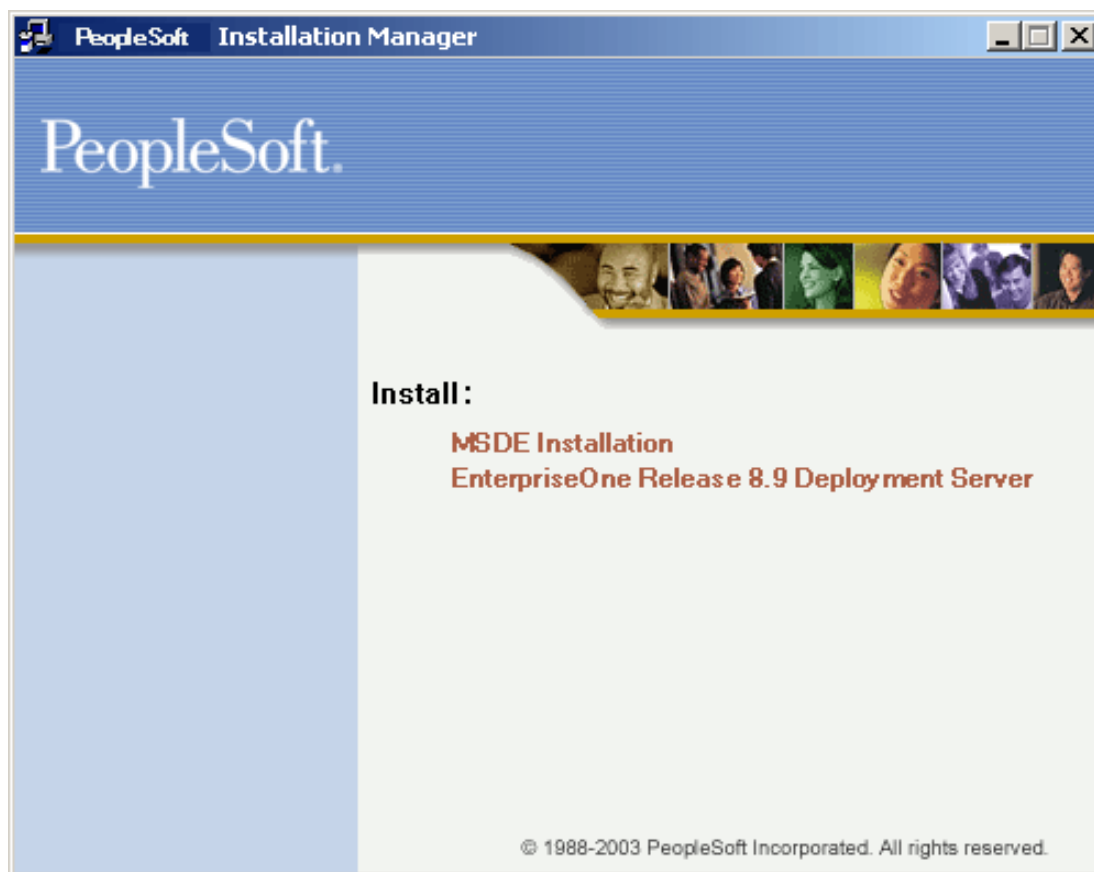 PeopleSoft Installation Manager
PeopleSoft.
Install:
MSDE Installation
EnterpriseOne Release 8.9 Deployment Server
© 1988-2003 PeopleSoft Incorporated. All rights reserved.